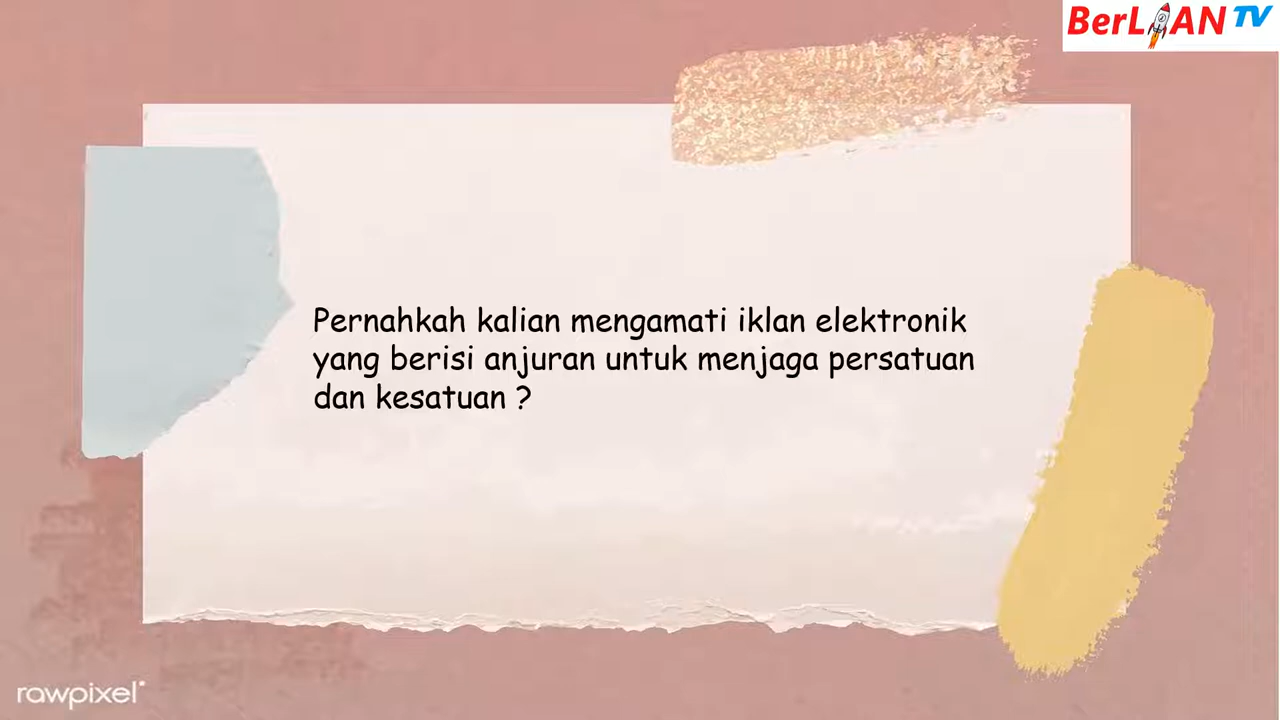 BerLIAN TV
Pernahkah kalian mengamati iklan elektronik
yang berisi anjuran untuk menjaga persatuan
dan kesatuan ?
rawpixel